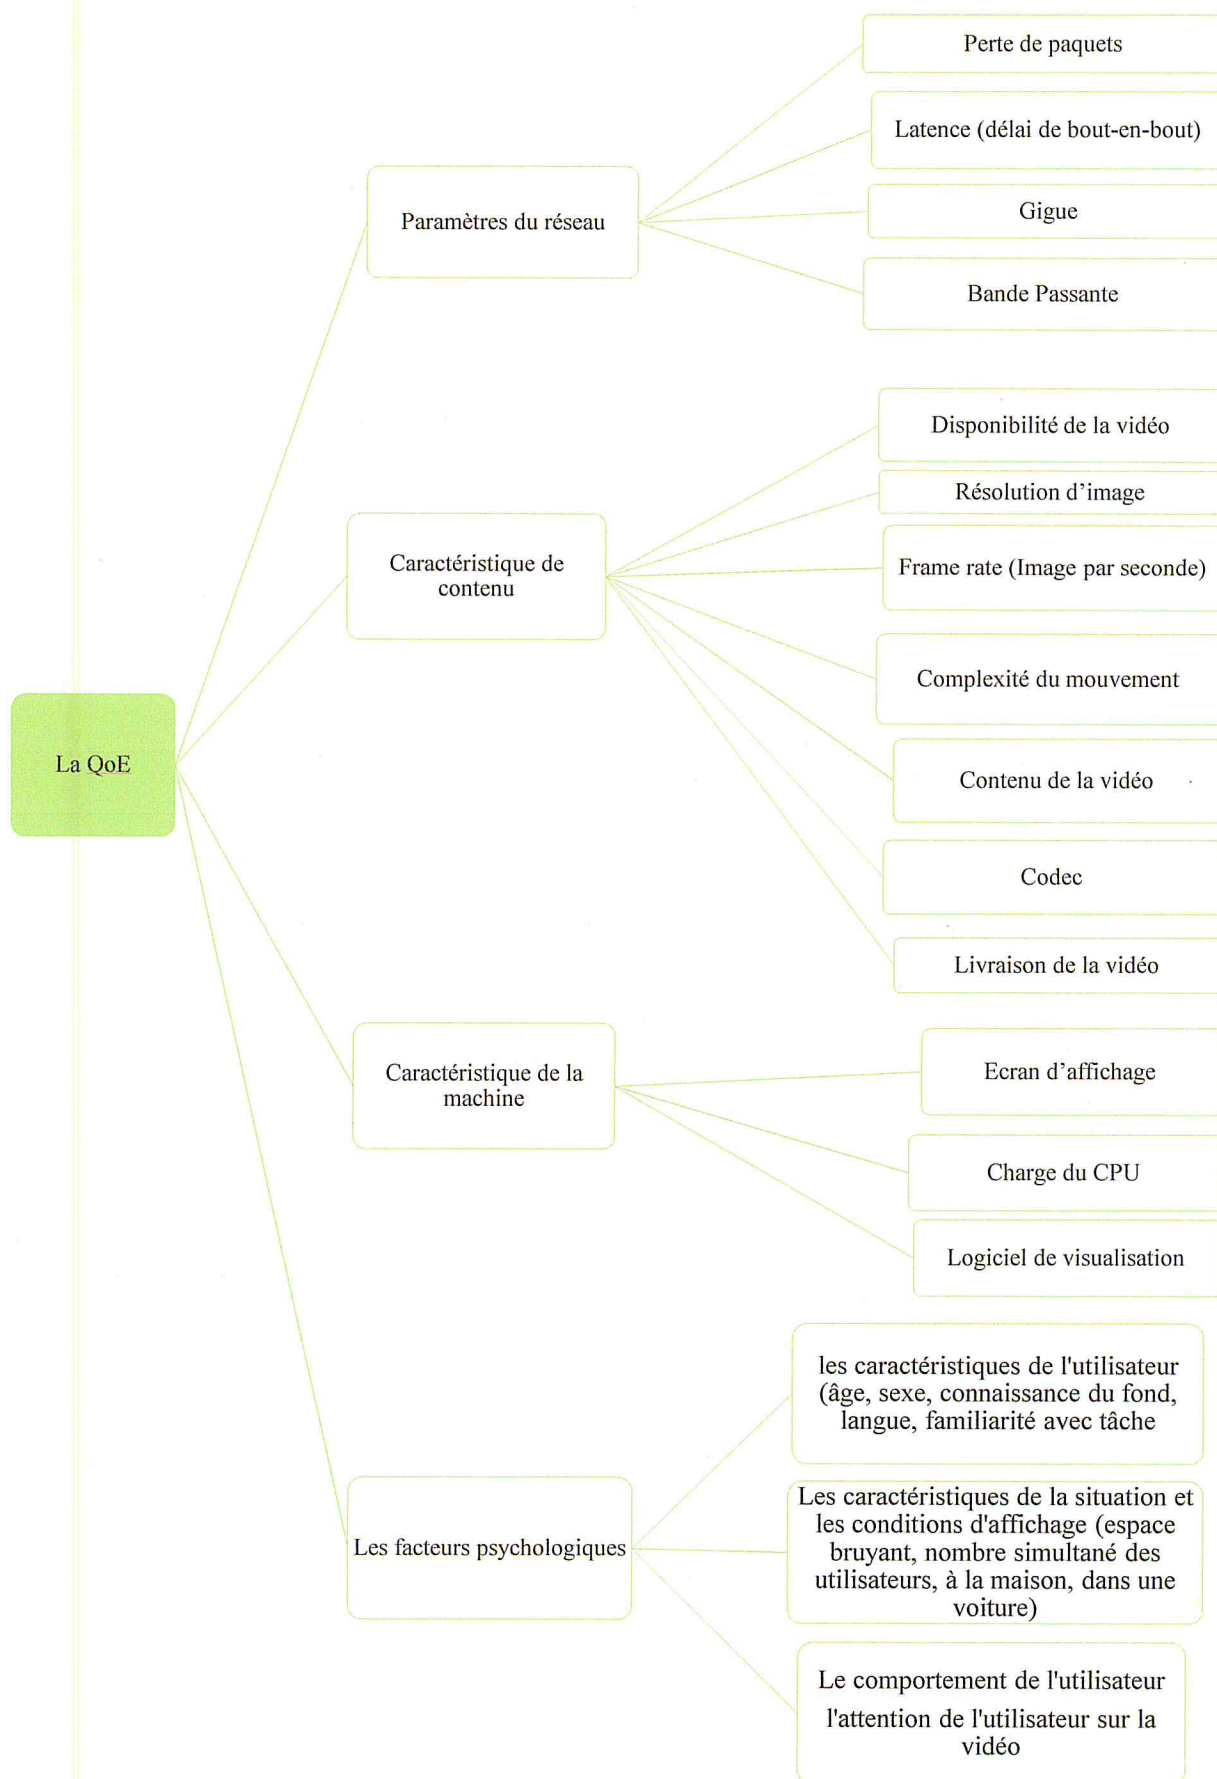 La QoE
Paramètres du réseau
Perte de paquets
Latence (délai de bout-en-bout)
Gigue
Bande Passante
Caractéristique de
contenu
Disponibilité de la vidéo
Résolution d’image
Frame rate (Image par seconde)
Complexité du mouvement
Contenu de la vidéo
Codec
Livraison de la vidéo
Caractéristique de la
machine
Ecran d’affichage
Charge du CPU
Logiciel de visualisation
Les facteurs psychologiques
les caractéristiques de l'utilisateur
(âge, sexe, connaissance du fond,
langue, familiarité avec tâche
Les caractéristiques de la situation et
les conditions d'affichage (espace
bruyant, nombre simultané des
utilisateurs, à la maison, dans une
voiture)
Le comportement de l'utilisateur
l'attention de l'utilisateur sur la
vidéo